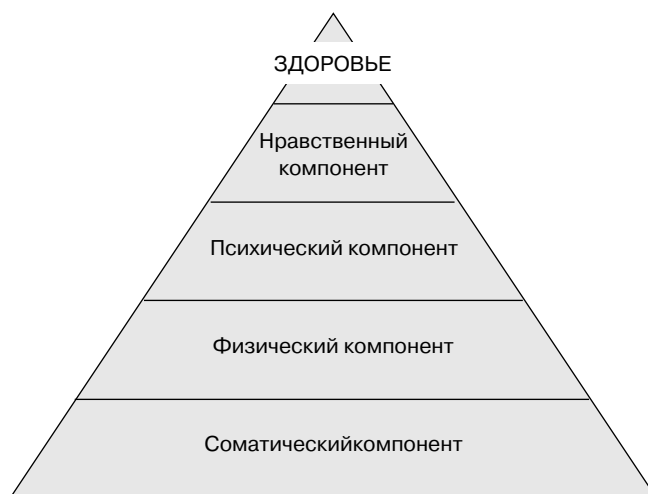 ЗДОРОВЬЕ
Нравственный
компонент
Психический компонент
Физический компонент
Соматическийкомпонент